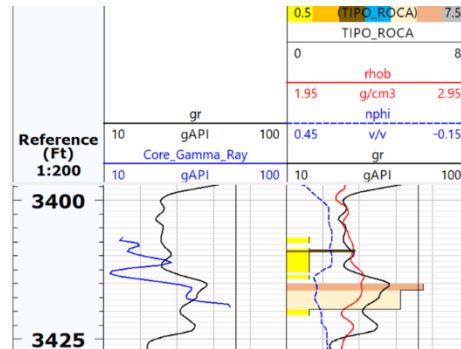 0.5 (TIPO_ROCA) 7.5
TIPO_ROCA
0 8
rhob
1.95 g/cm3 2.95
gr nphi
10 gAPI 100 0.45 v/v -0.15
Core_Gamma_Ray gr
10 gAPI 100 10 gAPI 100
Reference
(Ft)
1:200
3400
3425